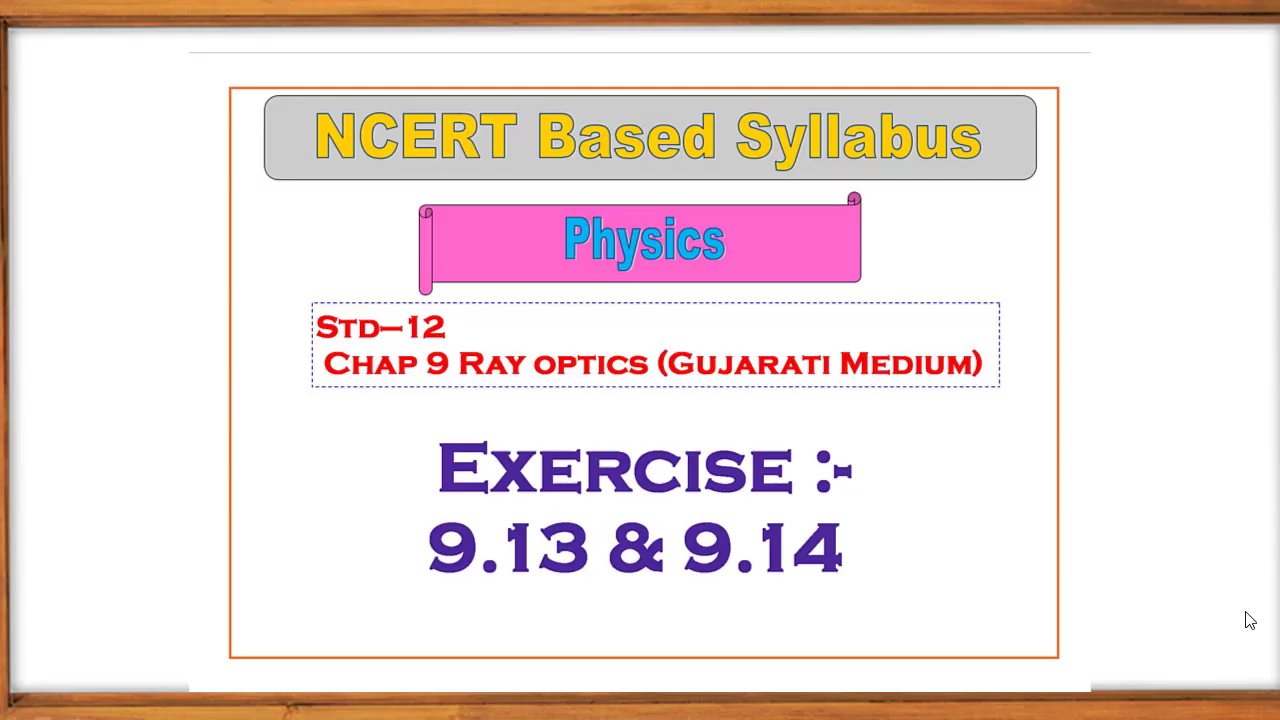 NCERT Based Syllabus
Physics
Std–12
Chap 9 Ray optics (Gujarati Medium)
Exercise :-
9.13 & 9.14